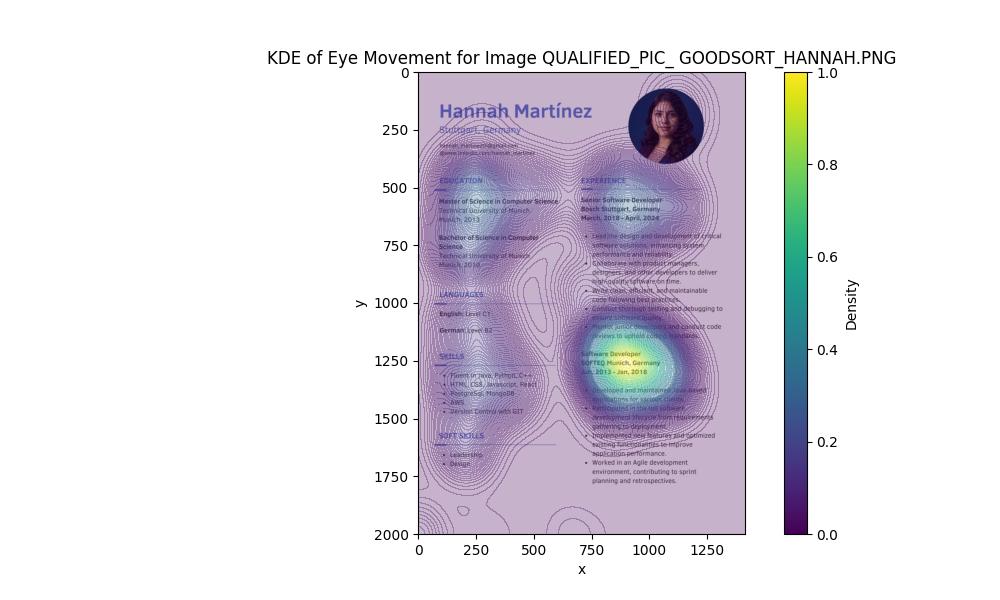 KDE of Eye Movement for Image QUALIFIED_PIC_ GOODSORT_HANNAH.PNG
Hannah Martínez
Stuttgart, Germany
EDUCATION
Master of Science in Computer Science
Technical University of Munich
Munich, 2013
Bachelor of Science in Computer
Science
Technical University of Munich
Munich, 2010
LANGUAGES
English: Level C1
German: Level B2
SKILLS
• Fluent in Java, Python, C++
• HTML, CSS, Javascript, React
• PostgreSql, MongoDB
• AWS
• Version Control with GIT
SOFT SKILLS
• Leadership
• Design
EXPERIENCE
Senior Software Developer
Bosch Stuttgart, Germany
March, 2018 - April, 2024
• Lead the design and development of critical
software solutions, enhancing system
performance and reliability.
• Collaborate with product managers,
designers, and other developers to deliver
high-quality software on time.
• Write clean, efficient, and maintainable
code following best practices.
• Conduct thorough testing and debugging to
ensure software quality.
• Mentor junior developers and conduct code
reviews to uphold coding standards.
Software Developer
SOFTEQ Munich, Germany
Jun, 2013 - Jan, 2018
• Developed and maintained Java-based
applications for various clients.
• Participated in the full software
development lifecycle from requirements
gathering to deployment.
• Implemented new features and optimized
existing functionalities to improve
application performance.
• Worked in an Agile development
environment, contributing to sprint
planning and retrospectives.
0
250
500
750
1000
1250
1500
1750
2000
y
0 250 500 750 1000 1250
x
1.0
0.8
0.6
0.4
0.2
0.0
Density